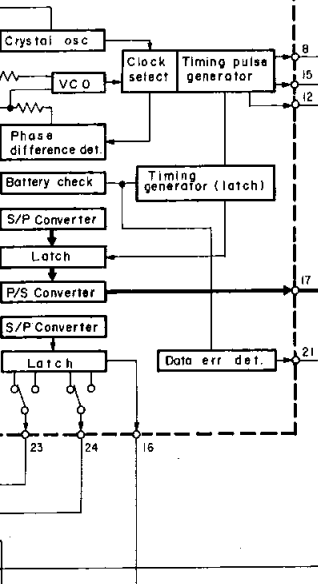 Crystal osc
Clock select
Timing pulse generator
8
15
12
VCO
Phase difference det.
Battery check
Timing generator (latch)
S/P Converter
Latch
P/S Converter
17
S/P Converter
Latch
Data err det.
21
23
24
16